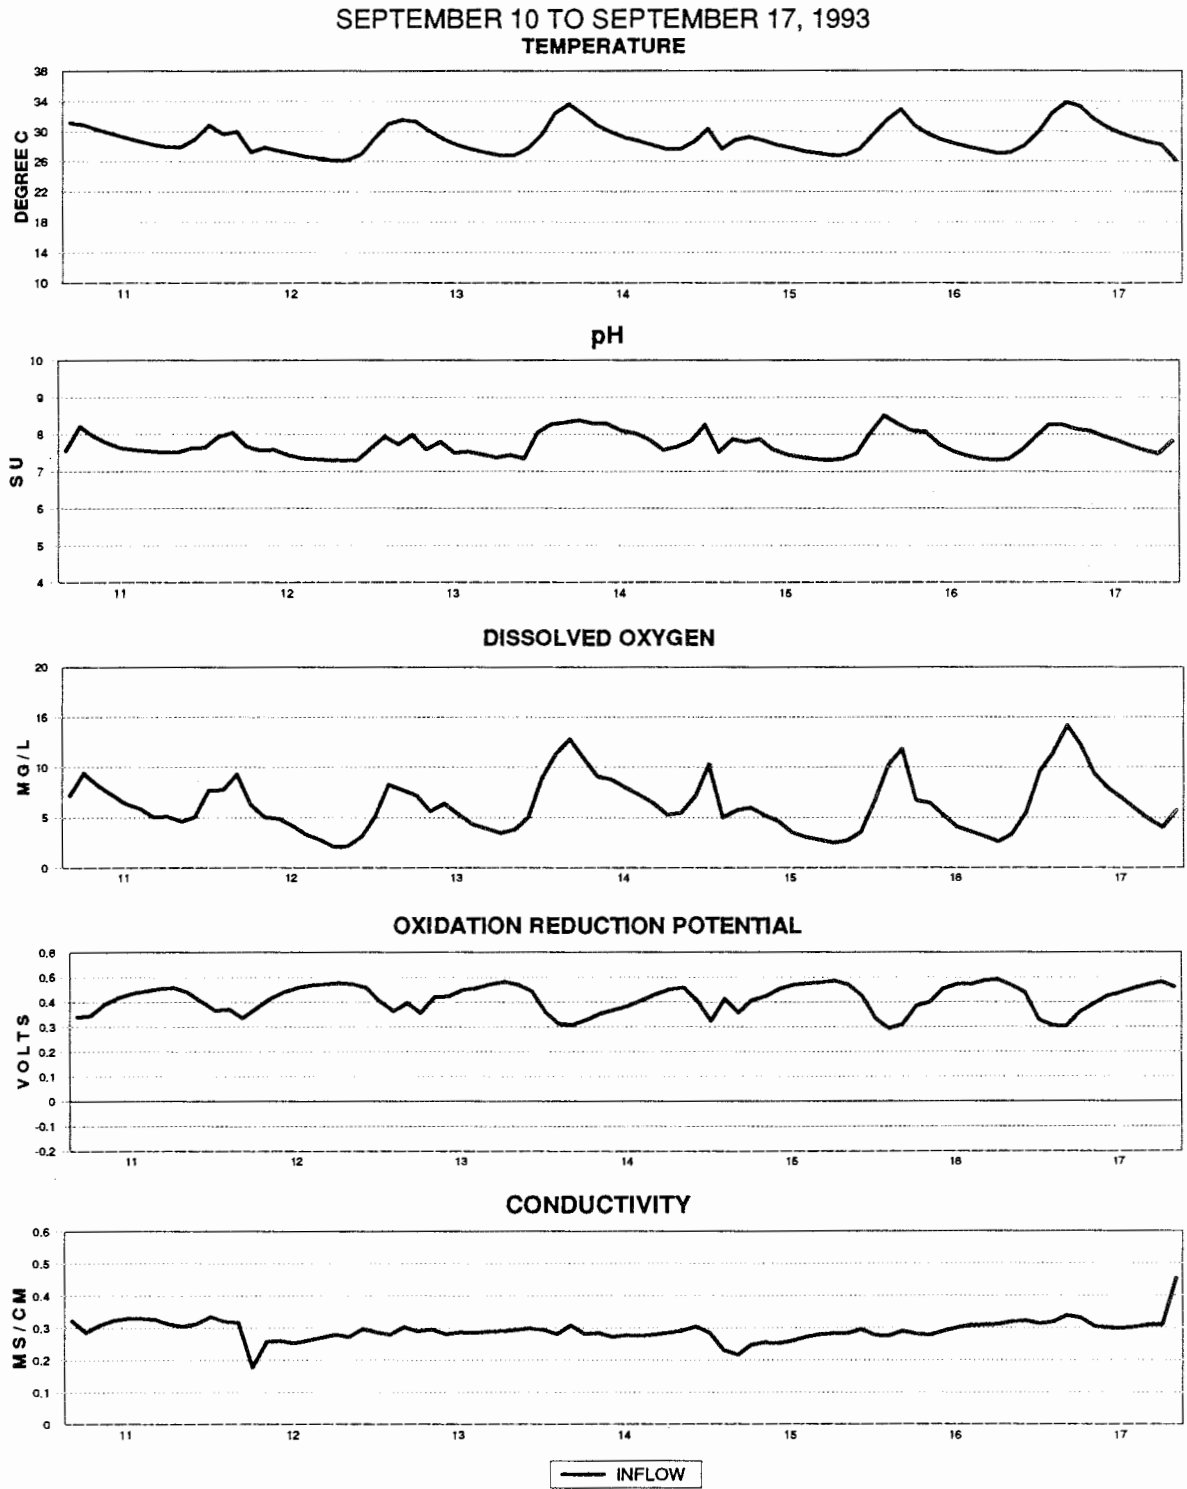 SEPTEMBER 10 TO SEPTEMBER 17, 1993
TEMPERATURE
38
34
30
26
22
18
14
10
DEGREE C
11 12 13 14 15 16 17
pH
10
9
8
7
6
5
4
SU
11 12 13 14 15 16 17
DISSOLVED OXYGEN
20
15
10
5
0
MG/L
11 12 13 14 15 16 17
OXIDATION REDUCTION POTENTIAL
0.6
0.5
0.4
0.3
0.2
0.1
0
-0.1
-0.2
VOLTS
11 12 13 14 15 16 17
CONDUCTIVITY
0.6
0.5
0.4
0.3
0.2
0.1
0
MS/CM
11 12 13 14 15 16 17
INFLOW